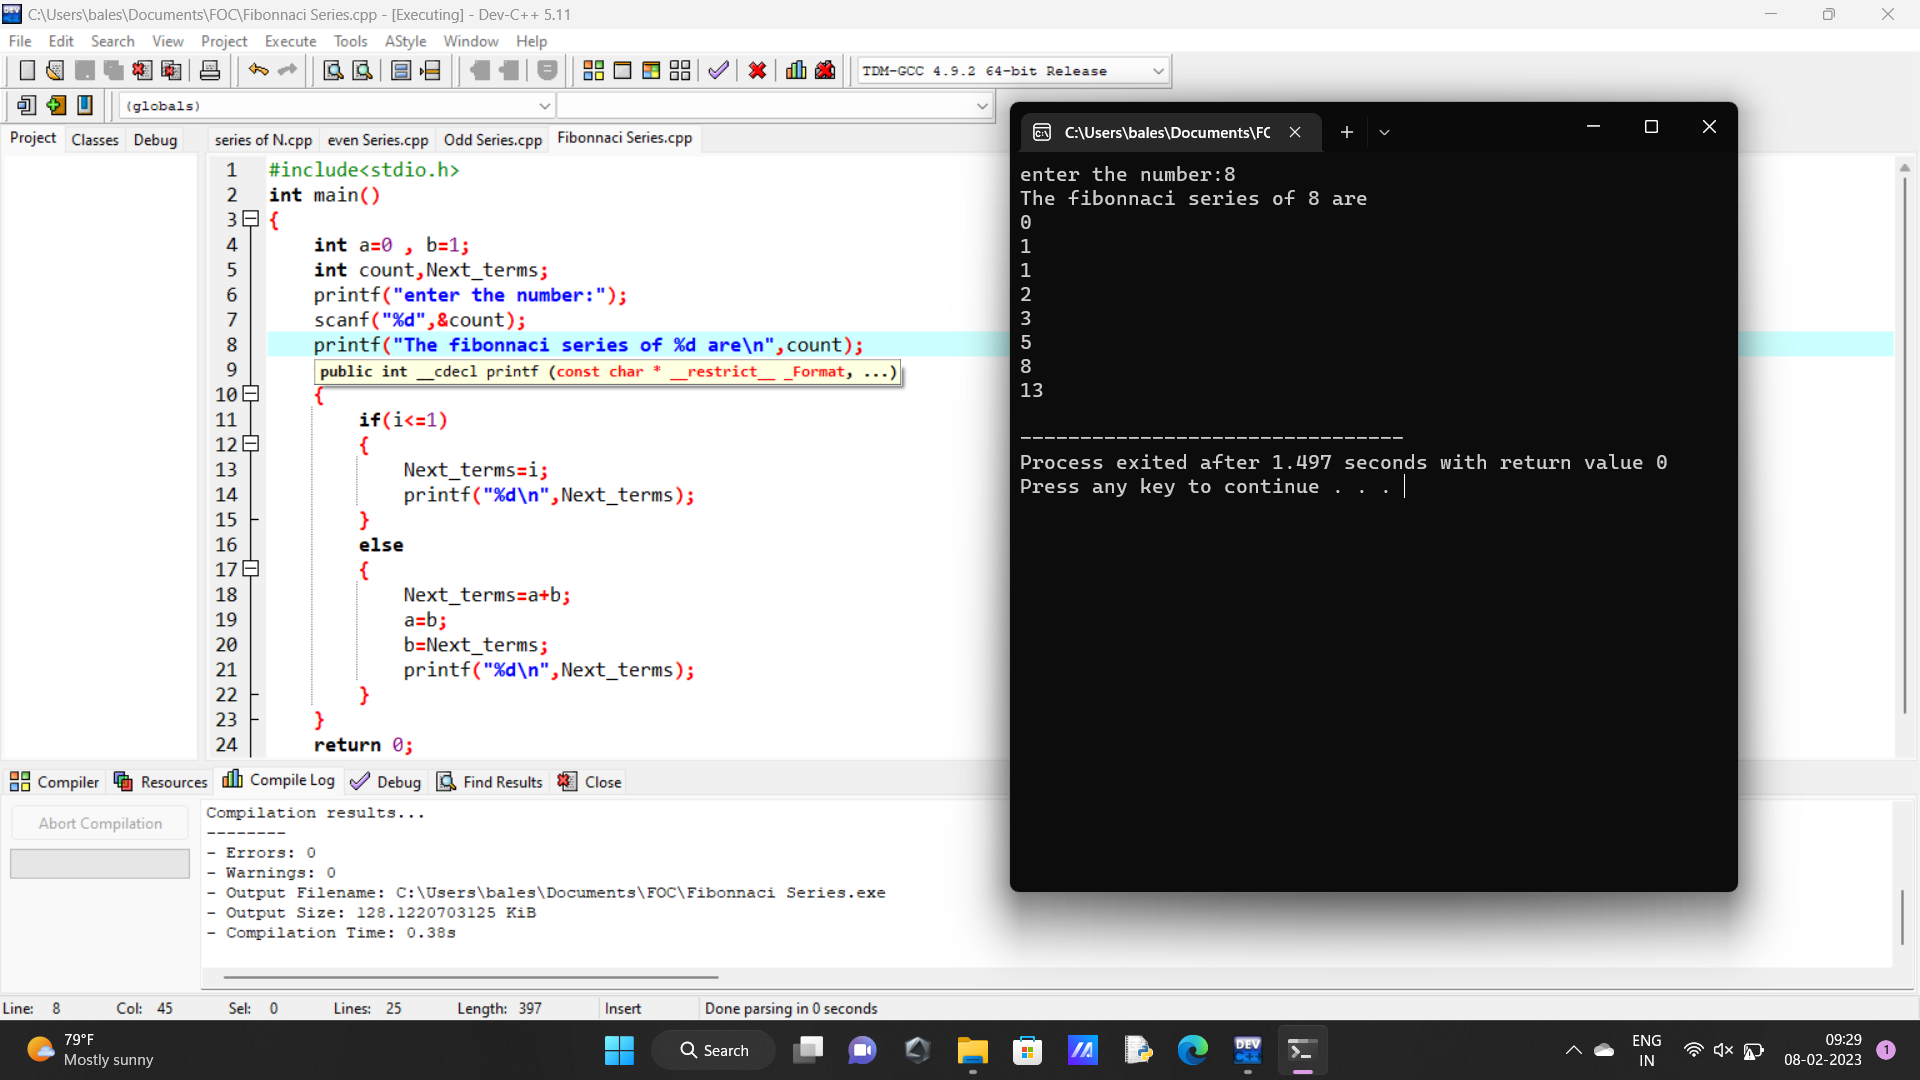 C:\Users\bales\Documents\FOC\Fibonnaci Series.cpp - [Executing] - Dev-C++ 5.11
File Edit Search View Project Execute Tools AStyle Window Help
TDM-GCC 4.9.2 64-bit Release
(globals)
Project Classes Debug
series of N.cpp even Series.cpp Odd Series.cpp Fibonnaci Series.cpp
1 #include<stdio.h>
2 int main()
3 {
4 int a=0 , b=1;
5 int count,Next_terms;
6 printf("enter the number:");
7 scanf("%d",&count);
8 printf("The fibonnaci series of %d are\n",count);
9 public int __cdecl printf (const char * __restrict__ _Format, ...)
10 {
11 if(i<=1)
12 {
13 Next_terms=i;
14 printf("%d\n",Next_terms);
15 }
16 else
17 {
18 Next_terms=a+b;
19 a=b;
20 b=Next_terms;
21 printf("%d\n",Next_terms);
22 }
23 }
24 return 0;
C:\Users\bales\Documents\FC
enter the number:8
The fibonnaci series of 8 are
0
1
1
2
3
5
8
13
--------------------------------
Process exited after 1.497 seconds with return value 0
Press any key to continue . . .
Compiler Resources Compile Log Debug Find Results Close
Abort Compilation
Compilation results...
--------
- Errors: 0
- Warnings: 0
- Output Filename: C:\Users\bales\Documents\FOC\Fibonnaci Series.exe
- Output Size: 128.1220703125 KiB
- Compilation Time: 0.38s
Line: 8 Col: 45 Sel: 0 Lines: 25 Length: 397 Insert Done parsing in 0 seconds
79°F
Mostly sunny
Search
DEV
C++
ENG
IN
09:29
08-02-2023
1